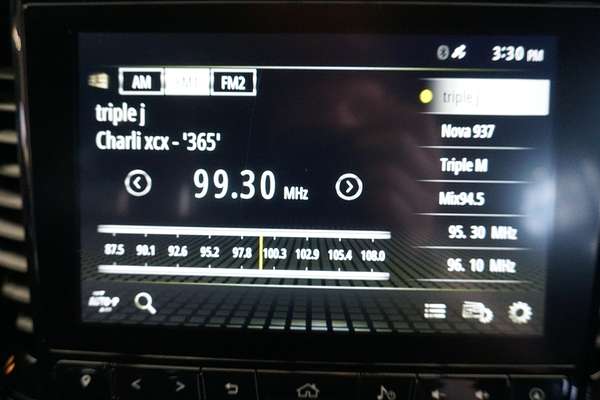 3:30 PM
AM FM1 FM2
triple j
Charli xcx - '365'
99.30 MHz
87.5 90.1 92.6 95.2 97.8 100.3 102.9 105.4 108.0
AUTO-P
triple j
Nova 937
Triple M
Mix94.5
95. 30 MHz
96. 10 MHz